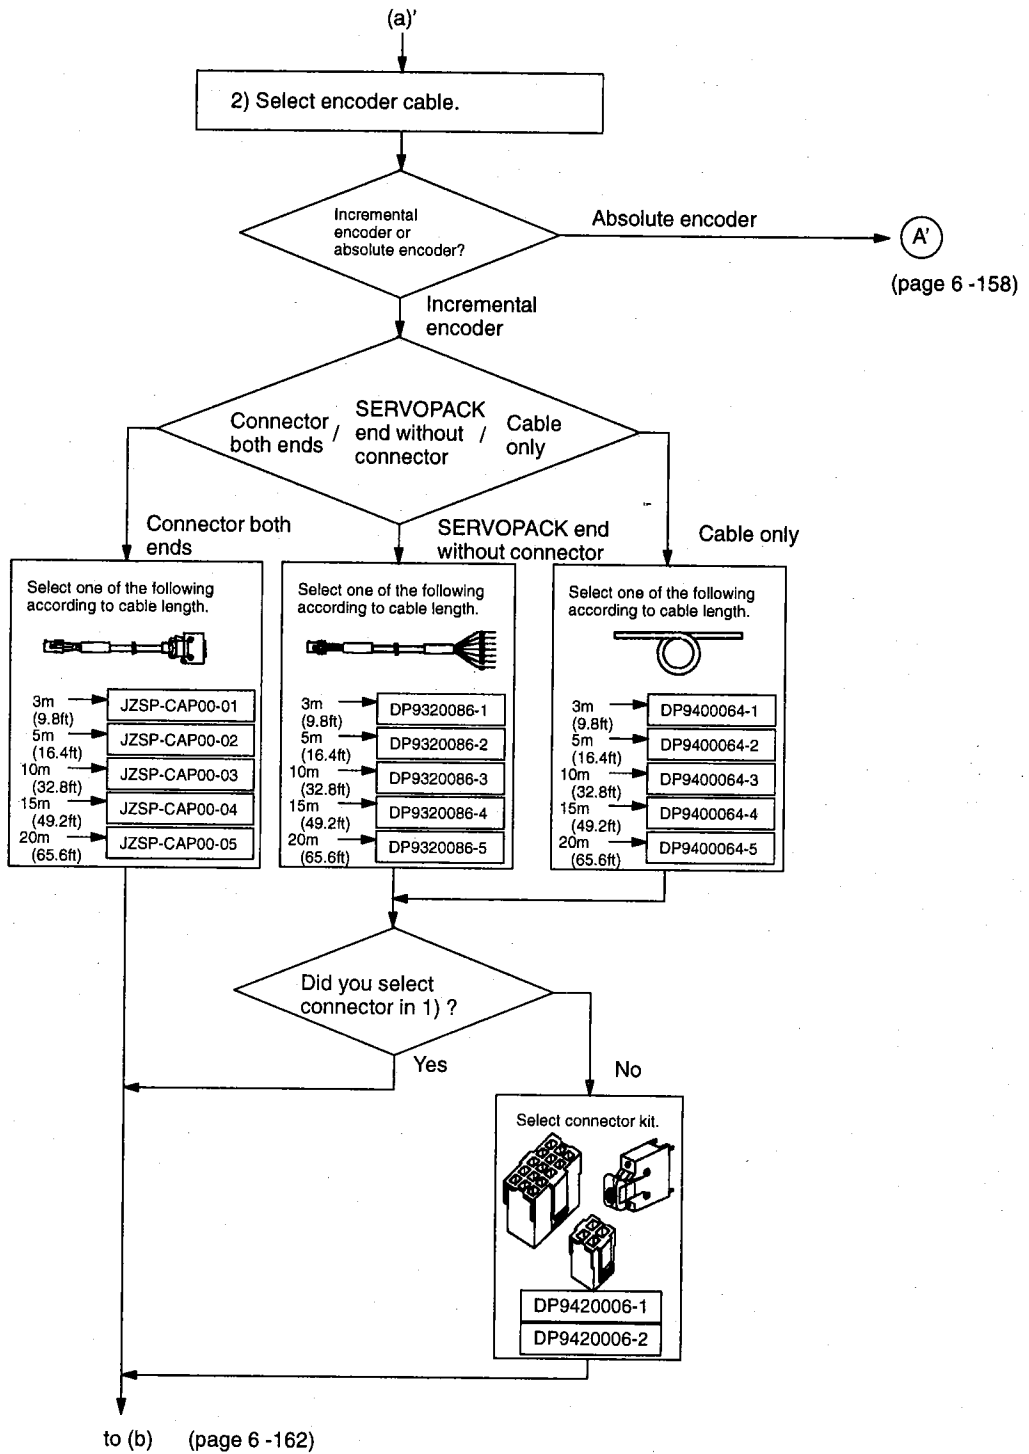 (a)'
2) Select encoder cable.
Incremental
encoder or
absolute encoder?
Absolute encoder
A'
(page 6 -158)
Incremental
encoder
Connector
both ends
/
SERVOPACK
end without
connector
/
Cable
only
Connector both
ends
SERVOPACK end
without connector
Cable only
Select one of the following
according to cable length.
3m
(9.8ft)
JZSP-CAP00-01
5m
(16.4ft)
JZSP-CAP00-02
10m
(32.8ft)
JZSP-CAP00-03
15m
(49.2ft)
JZSP-CAP00-04
20m
(65.6ft)
JZSP-CAP00-05
Select one of the following
according to cable length.
3m
(9.8ft)
DP9320086-1
5m
(16.4ft)
DP9320086-2
10m
(32.8ft)
DP9320086-3
15m
(49.2ft)
DP9320086-4
20m
(65.6ft)
DP9320086-5
Select one of the following
according to cable length.
3m
(9.8ft)
DP9400064-1
5m
(16.4ft)
DP9400064-2
10m
(32.8ft)
DP9400064-3
15m
(49.2ft)
DP9400064-4
20m
(65.6ft)
DP9400064-5
Did you select
connector in 1) ?
Yes
No
Select connector kit.
DP9420006-1
DP9420006-2
to (b) (page 6 -162)